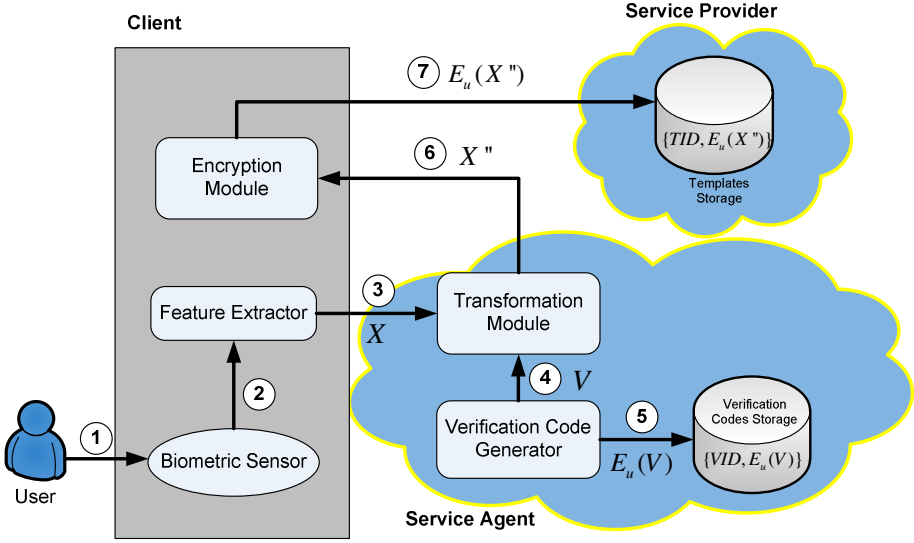 Service Provider
Client
7 E_u(X")
{TID, E_u(X")}
Templates
Storage
Encryption
Module
6 X"
3
Feature Extractor
X
Transformation
Module
2
4 V
1
Biometric Sensor
User
Verification Code
Generator
5
E_u(V)
Verification
Codes Storage
{VID, E_u(V)}
Service Agent